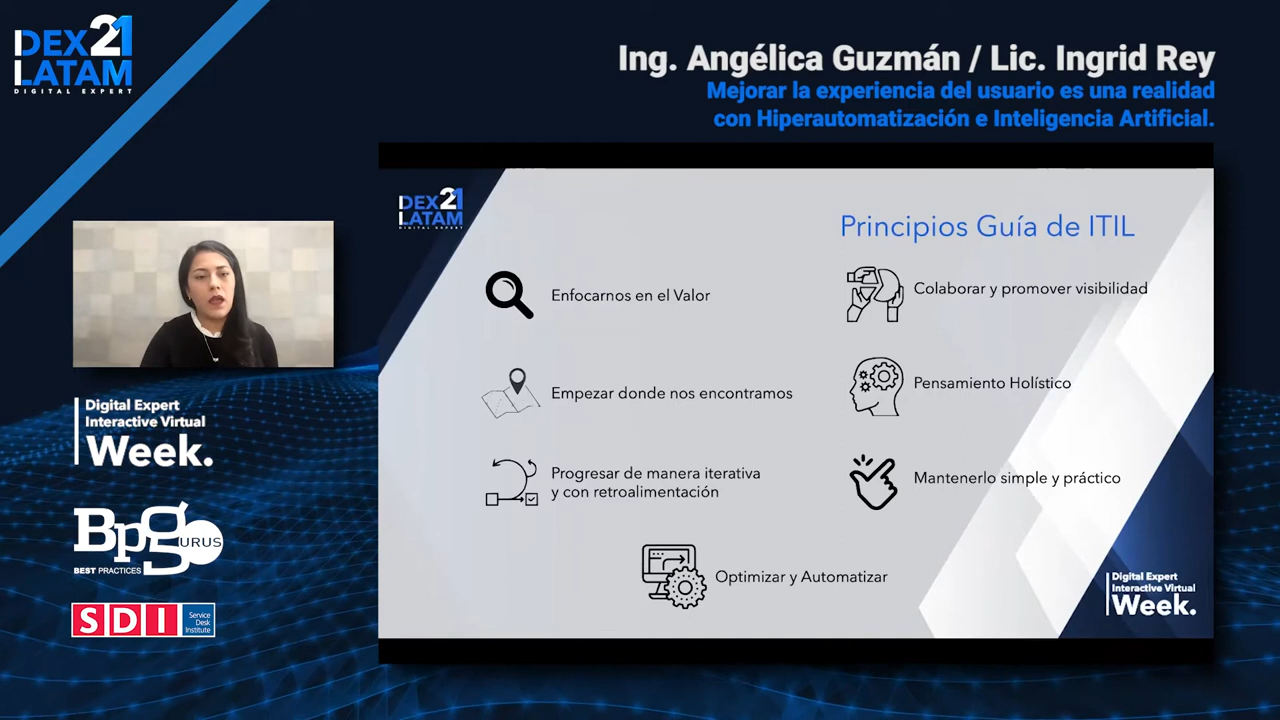 DEX21
LATAM
DIGITAL EXPERT
Ing. Angélica Guzmán / Lic. Ingrid Rey
Mejorar la experiencia del usuario es una realidad
con Hiperautomatización e Inteligencia Artificial.
DEX21
LATAM
DIGITAL EXPERT
Principios Guía de ITIL
Enfocarnos en el Valor
Colaborar y promover visibilidad
Empezar donde nos encontramos
Pensamiento Holístico
Progresar de manera iterativa
y con retroalimentación
Mantenerlo simple y práctico
Optimizar y Automatizar
Digital Expert
Interactive Virtual
Week.
Digital Expert
Interactive Virtual
Week.
BpgURUS
BEST PRACTICES
SDI
Service
Desk
Institute